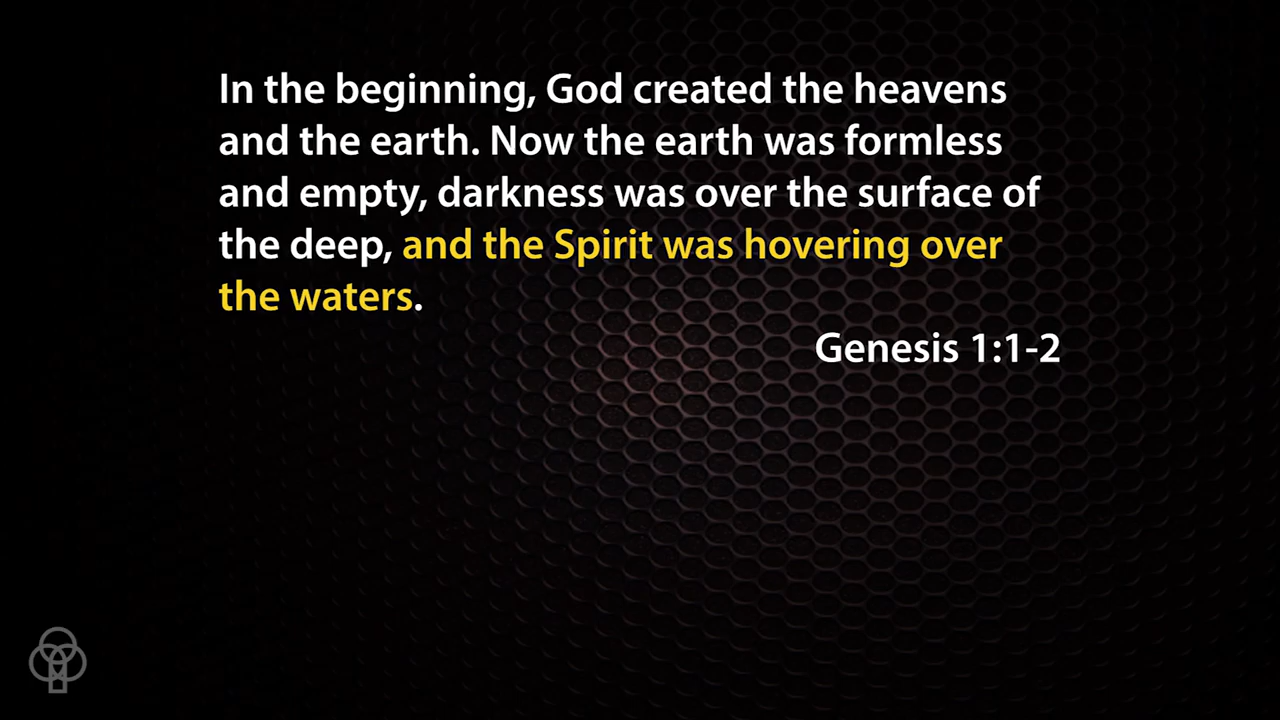 In the beginning, God created the heavens
and the earth. Now the earth was formless
and empty, darkness was over the surface of
the deep, and the Spirit was hovering over
the waters.
Genesis 1:1-2